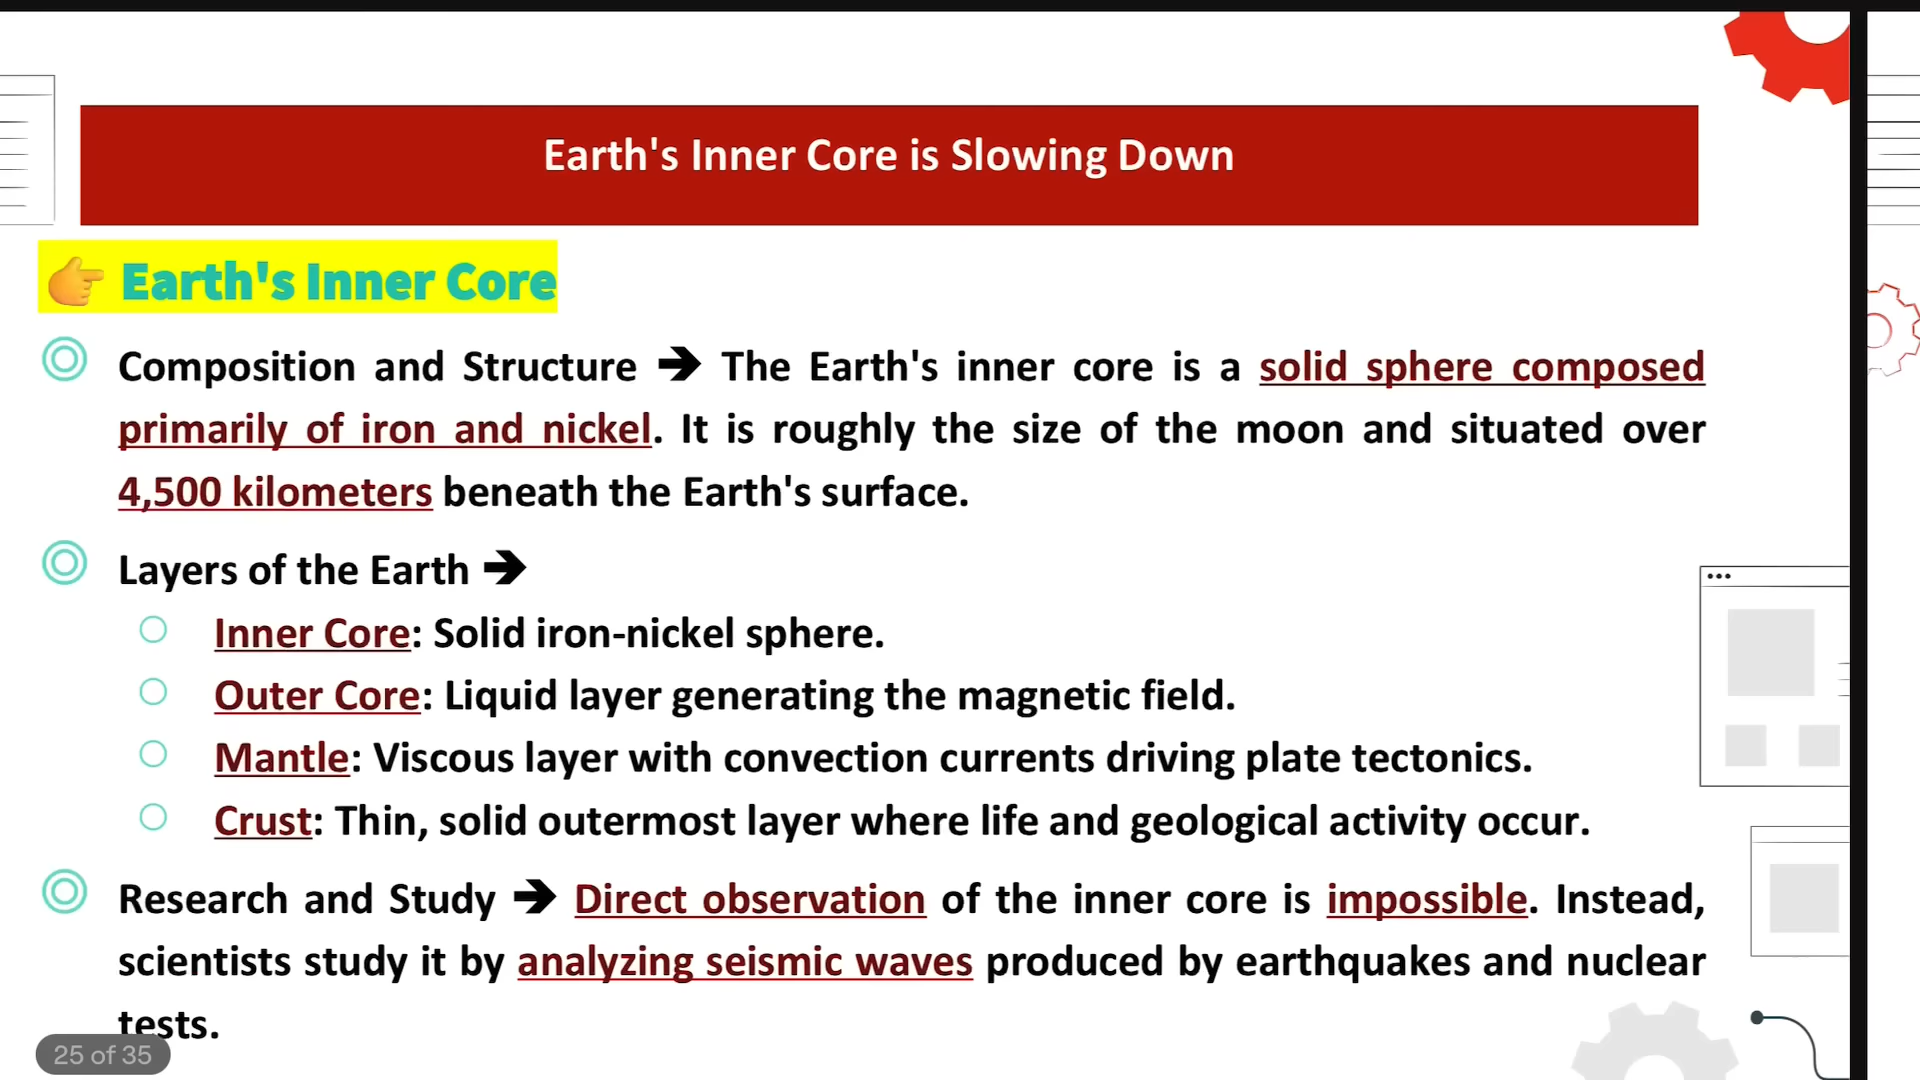 Earth's Inner Core is Slowing Down
👉 Earth's Inner Core
Composition and Structure ➔ The Earth's inner core is a solid sphere composed
primarily of iron and nickel. It is roughly the size of the moon and situated over
4,500 kilometers beneath the Earth's surface.
Layers of the Earth ➔
Inner Core: Solid iron-nickel sphere.
Outer Core: Liquid layer generating the magnetic field.
Mantle: Viscous layer with convection currents driving plate tectonics.
Crust: Thin, solid outermost layer where life and geological activity occur.
Research and Study ➔ Direct observation of the inner core is impossible. Instead,
scientists study it by analyzing seismic waves produced by earthquakes and nuclear
tests.
25 of 35